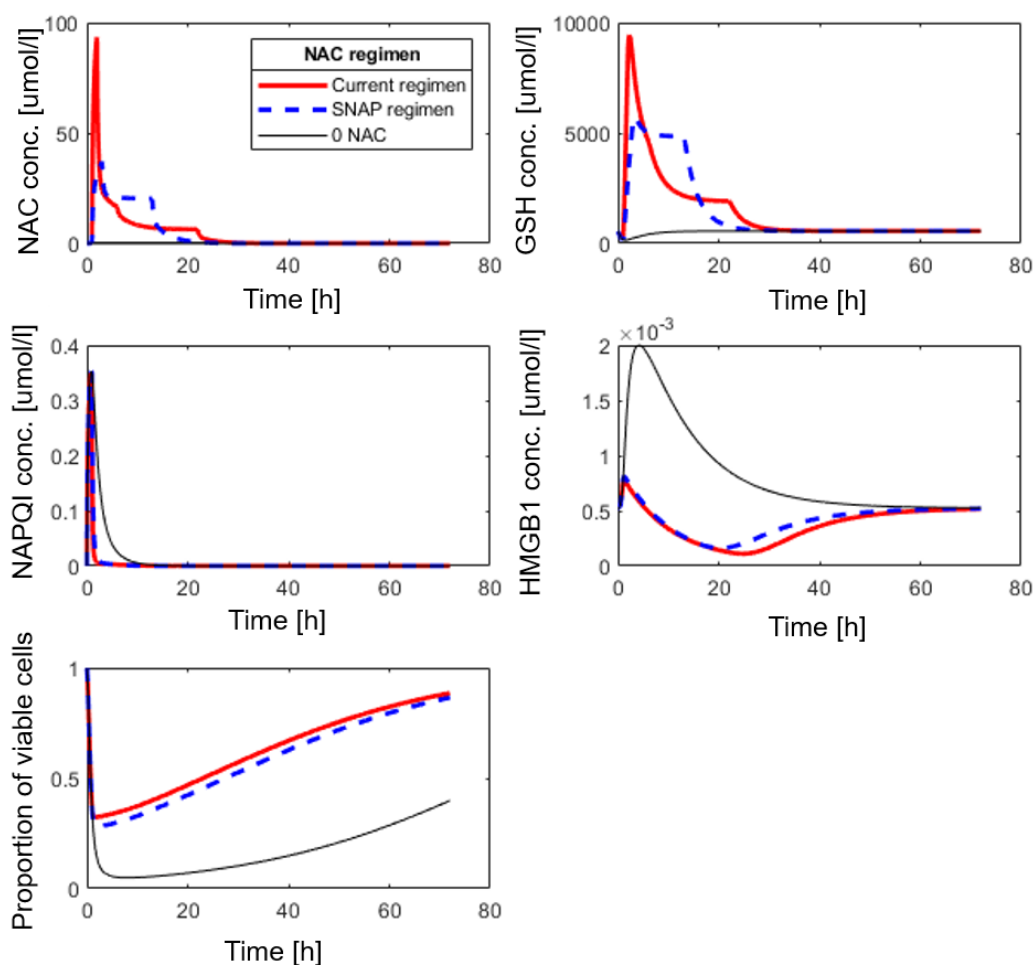 NAC conc. [umol/l]
100
50
0
0 20 40 60 80
Time [h]
NAC regimen
Current regimen
SNAP regimen
0 NAC
GSH conc. [umol/l]
10000
5000
0
0 20 40 60 80
Time [h]
NAPQI conc. [umol/l]
0.4
0.3
0.2
0.1
0
0 20 40 60 80
Time [h]
HMGB1 conc. [umol/l]
×10⁻³
2
1.5
1
0.5
0
0 20 40 60 80
Time [h]
Proportion of viable cells
1
0.5
0
0 20 40 60 80
Time [h]